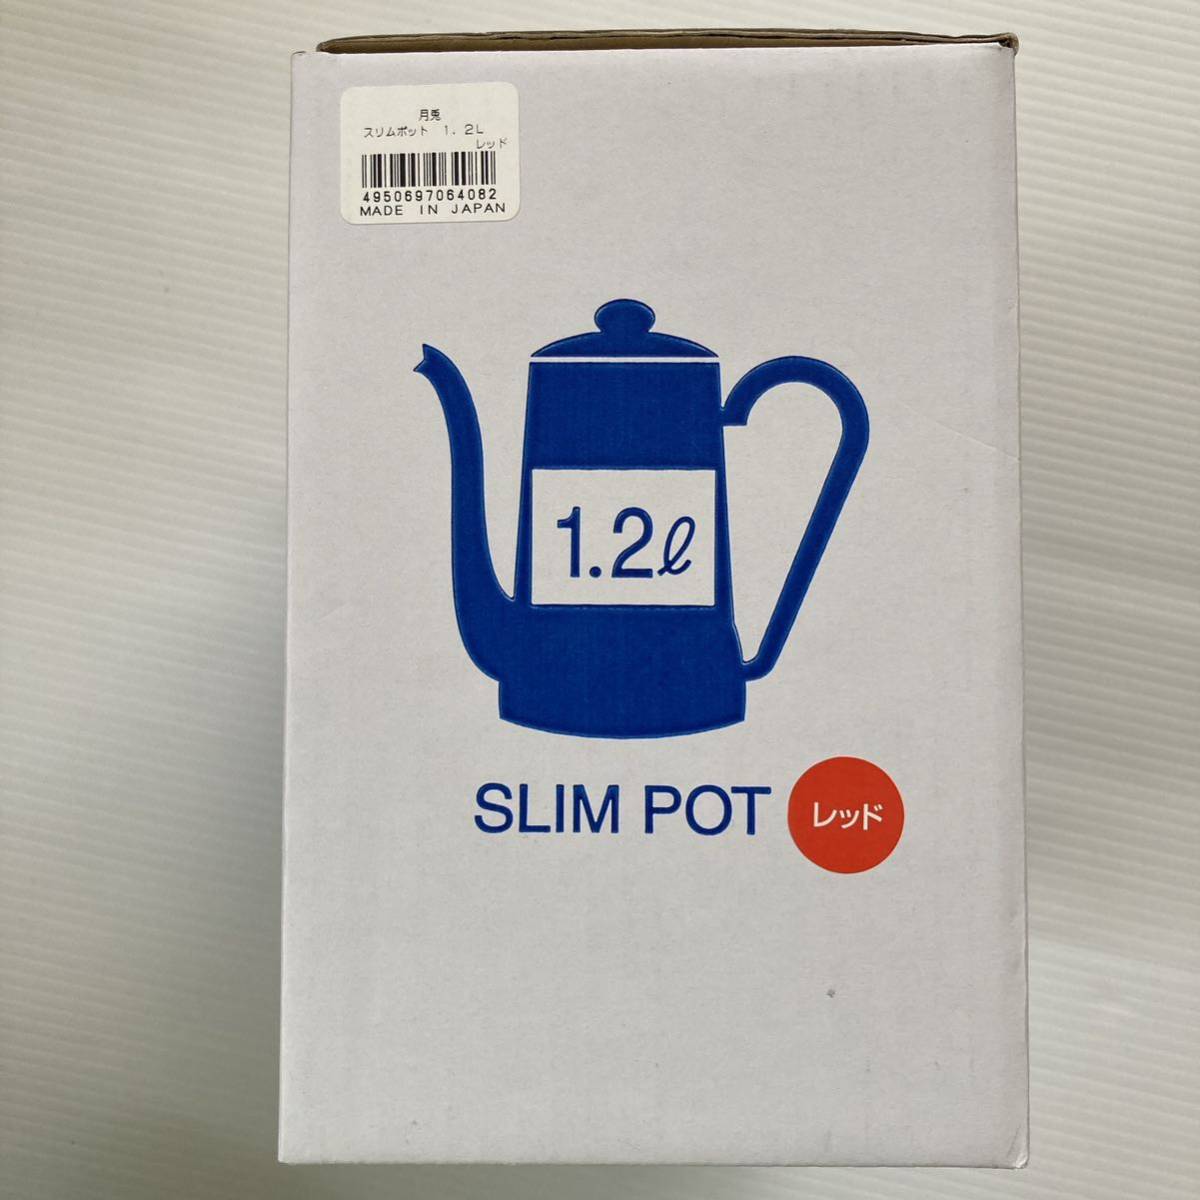 月兎
スリムポット 1.2L
レッド
4950697064082
MADE IN JAPAN
1.2ℓ
SLIM POT
レッド